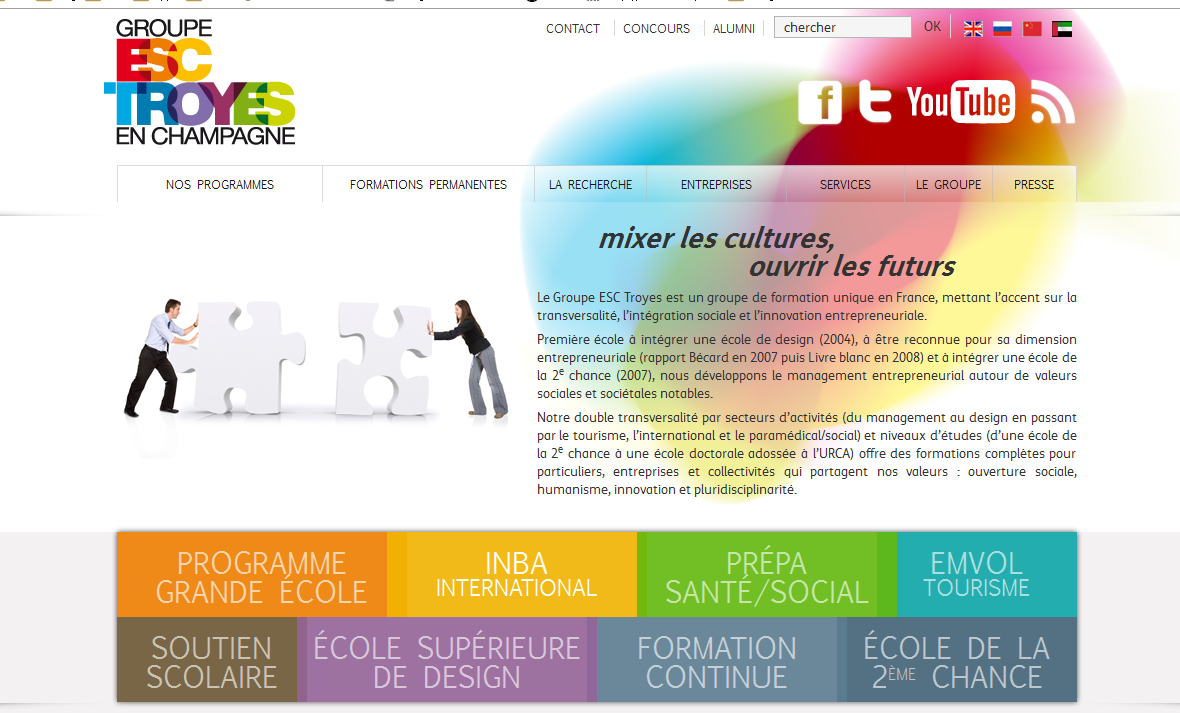 GROUPE
ESC
TROYES
EN CHAMPAGNE
CONTACT
CONCOURS
ALUMNI
chercher
OK
f
t
YouTube
NOS PROGRAMMES
FORMATIONS PERMANENTES
LA RECHERCHE
ENTREPRISES
SERVICES
LE GROUPE
PRESSE
mixer les cultures,
ouvrir les futurs
Le Groupe ESC Troyes est un groupe de formation unique en France, mettant l'accent sur la
transversalité, l'intégration sociale et l'innovation entrepreneuriale.
Première école à intégrer une école de design (2004), à être reconnue pour sa dimension
entrepreneuriale (rapport Bécard en 2007 puis Livre blanc en 2008) et à intégrer une école de
la 2e chance (2007), nous développons le management entrepreneurial autour de valeurs
sociales et sociétales notables.
Notre double transversalité par secteurs d'activités (du management au design en passant
par le tourisme, l'international et le paramédical/social) et niveaux d'études (d'une école de
la 2e chance à une école doctorale adossée à l'URCA) offre des formations complètes pour
particuliers, entreprises et collectivités qui partagent nos valeurs : ouverture sociale,
humanisme, innovation et pluridisciplinarité.
PROGRAMME
GRANDE ÉCOLE
INBA
INTERNATIONAL
PRÉPA
SANTÉ/SOCIAL
EMVOL
TOURISME
SOUTIEN
SCOLAIRE
ÉCOLE SUPÉRIEURE
DE DESIGN
FORMATION
CONTINUE
ÉCOLE DE LA
2ÈME CHANCE